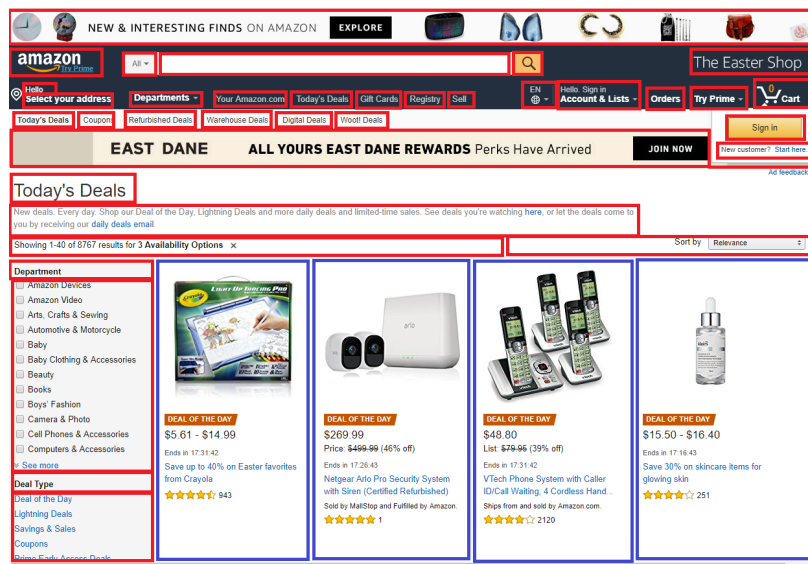 NEW & INTERESTING FINDS ON AMAZON EXPLORE
amazon
Try Prime
All
The Easter Shop
Hello
Select your address
Departments
Your Amazon.com
Today's Deals
Gift Cards
Registry
Sell
EN
Hello. Sign in
Account & Lists
Orders
Try Prime
0
Cart
Today's Deals
Coupons
Refurbished Deals
Warehouse Deals
Digital Deals
Woot! Deals
Sign in
New customer? Start here.
EAST DANE ALL YOURS EAST DANE REWARDS Perks Have Arrived JOIN NOW
Ad feedback
Today's Deals
New deals. Every day. Shop our Deal of the Day, Lightning Deals and more daily deals and limited-time sales. See deals you're watching here, or let the deals come to
you by receiving our daily deals email.
Showing 1-40 of 8767 results for 3 Availability Options x
Sort by Relevance
Department
Amazon Devices
Amazon Video
Arts, Crafts & Sewing
Automotive & Motorcycle
Baby
Baby Clothing & Accessories
Beauty
Books
Boys' Fashion
Camera & Photo
Cell Phones & Accessories
Computers & Accessories
See more
Deal Type
Deal of the Day
Lightning Deals
Savings & Sales
Coupons
Prime Early Access Deals
Crayola
LIGHT-UP TRACING PAD
DEAL OF THE DAY
$5.61 - $14.99
Ends in 17:31:42
Save up to 40% on Easter favorites
from Crayola
943
arlo
DEAL OF THE DAY
$269.99
Price: $499.99 (46% off)
Ends in 17:26:43
Netgear Arlo Pro Security System
with Siren (Certified Refurbished)
Sold by MallStop and Fulfilled by Amazon.
1
DEAL OF THE DAY
$48.80
List: $79.95 (39% off)
Ends in 17:31:42
VTech Phone System with Caller
ID/Call Waiting, 4 Cordless Hand...
Ships from and sold by Amazon.com.
2120
DEAL OF THE DAY
$15.50 - $16.40
Ends in 17:16:43
Save 30% on skincare items for
glowing skin
251